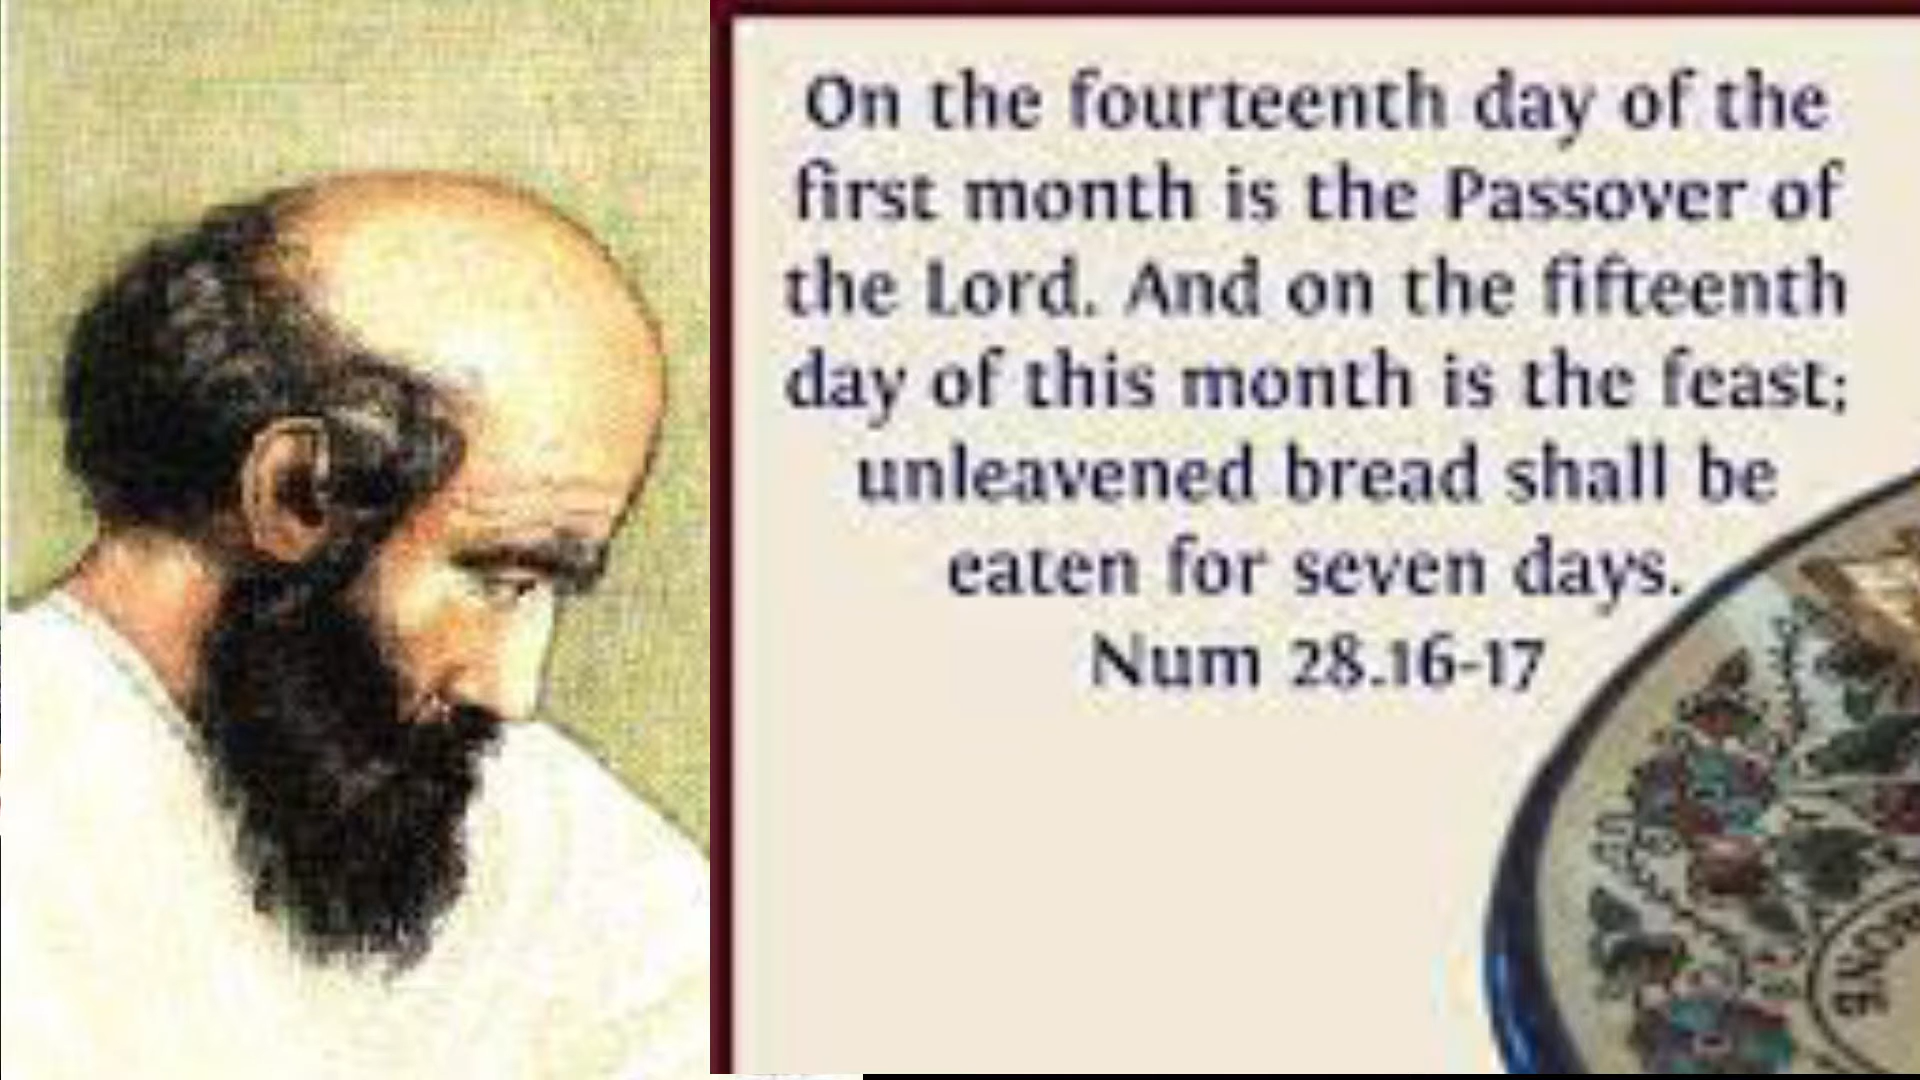 On the fourteenth day of the
first month is the Passover of
the Lord. And on the fifteenth
day of this month is the feast;
unleavened bread shall be
eaten for seven days.
Num 28.16-17